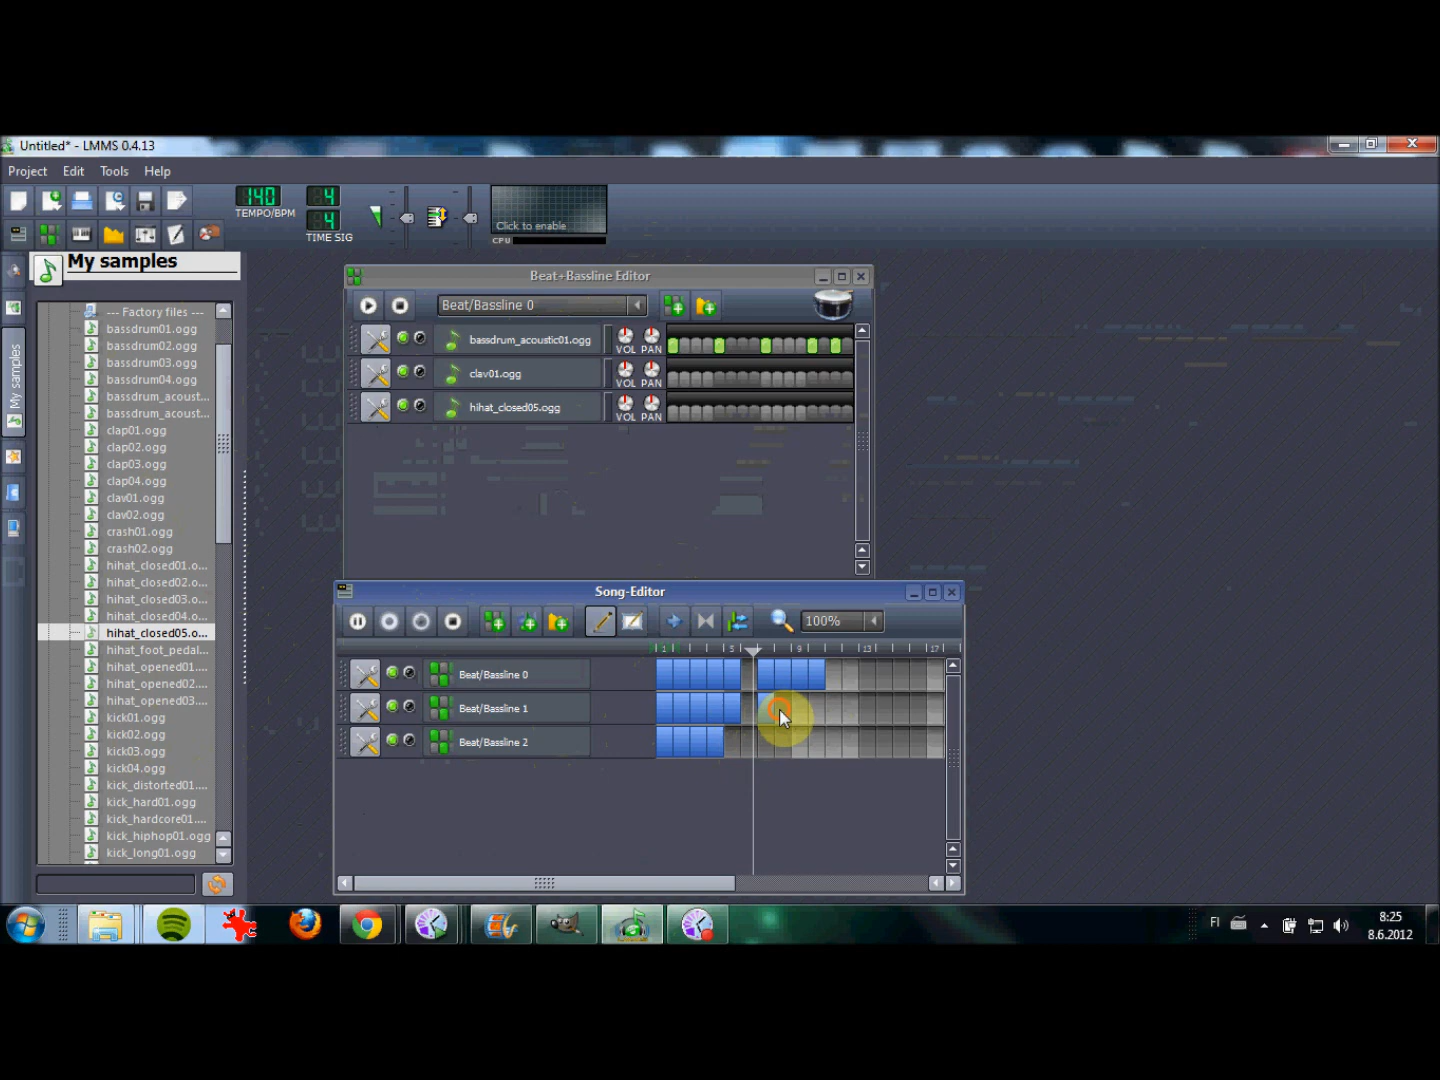 Untitled* - LMMS 0.4.13
Project Edit Tools Help
140
TEMPO/BPM
4
4
TIME SIG
Click to enable
CPU
My samples
My samples
--- Factory files ---
bassdrum01.ogg
bassdrum02.ogg
bassdrum03.ogg
bassdrum04.ogg
bassdrum_acoust...
bassdrum_acoust...
clap01.ogg
clap02.ogg
clap03.ogg
clap04.ogg
clav01.ogg
clav02.ogg
crash01.ogg
crash02.ogg
hihat_closed01.o...
hihat_closed02.o...
hihat_closed03.o...
hihat_closed04.o...
hihat_closed05.o...
hihat_foot_pedal...
hihat_opened01....
hihat_opened02....
hihat_opened03....
kick01.ogg
kick02.ogg
kick03.ogg
kick04.ogg
kick_distorted01....
kick_hard01.ogg
kick_hardcore01....
kick_hiphop01.ogg
kick_long01.ogg
Beat+Bassline Editor
Beat/Bassline 0
bassdrum_acoustic01.ogg VOL PAN
clav01.ogg VOL PAN
hihat_closed05.ogg VOL PAN
Song-Editor
100%
1 5 9 13 17
Beat/Bassline 0
Beat/Bassline 1
Beat/Bassline 2
FI
8:25
8.6.2012